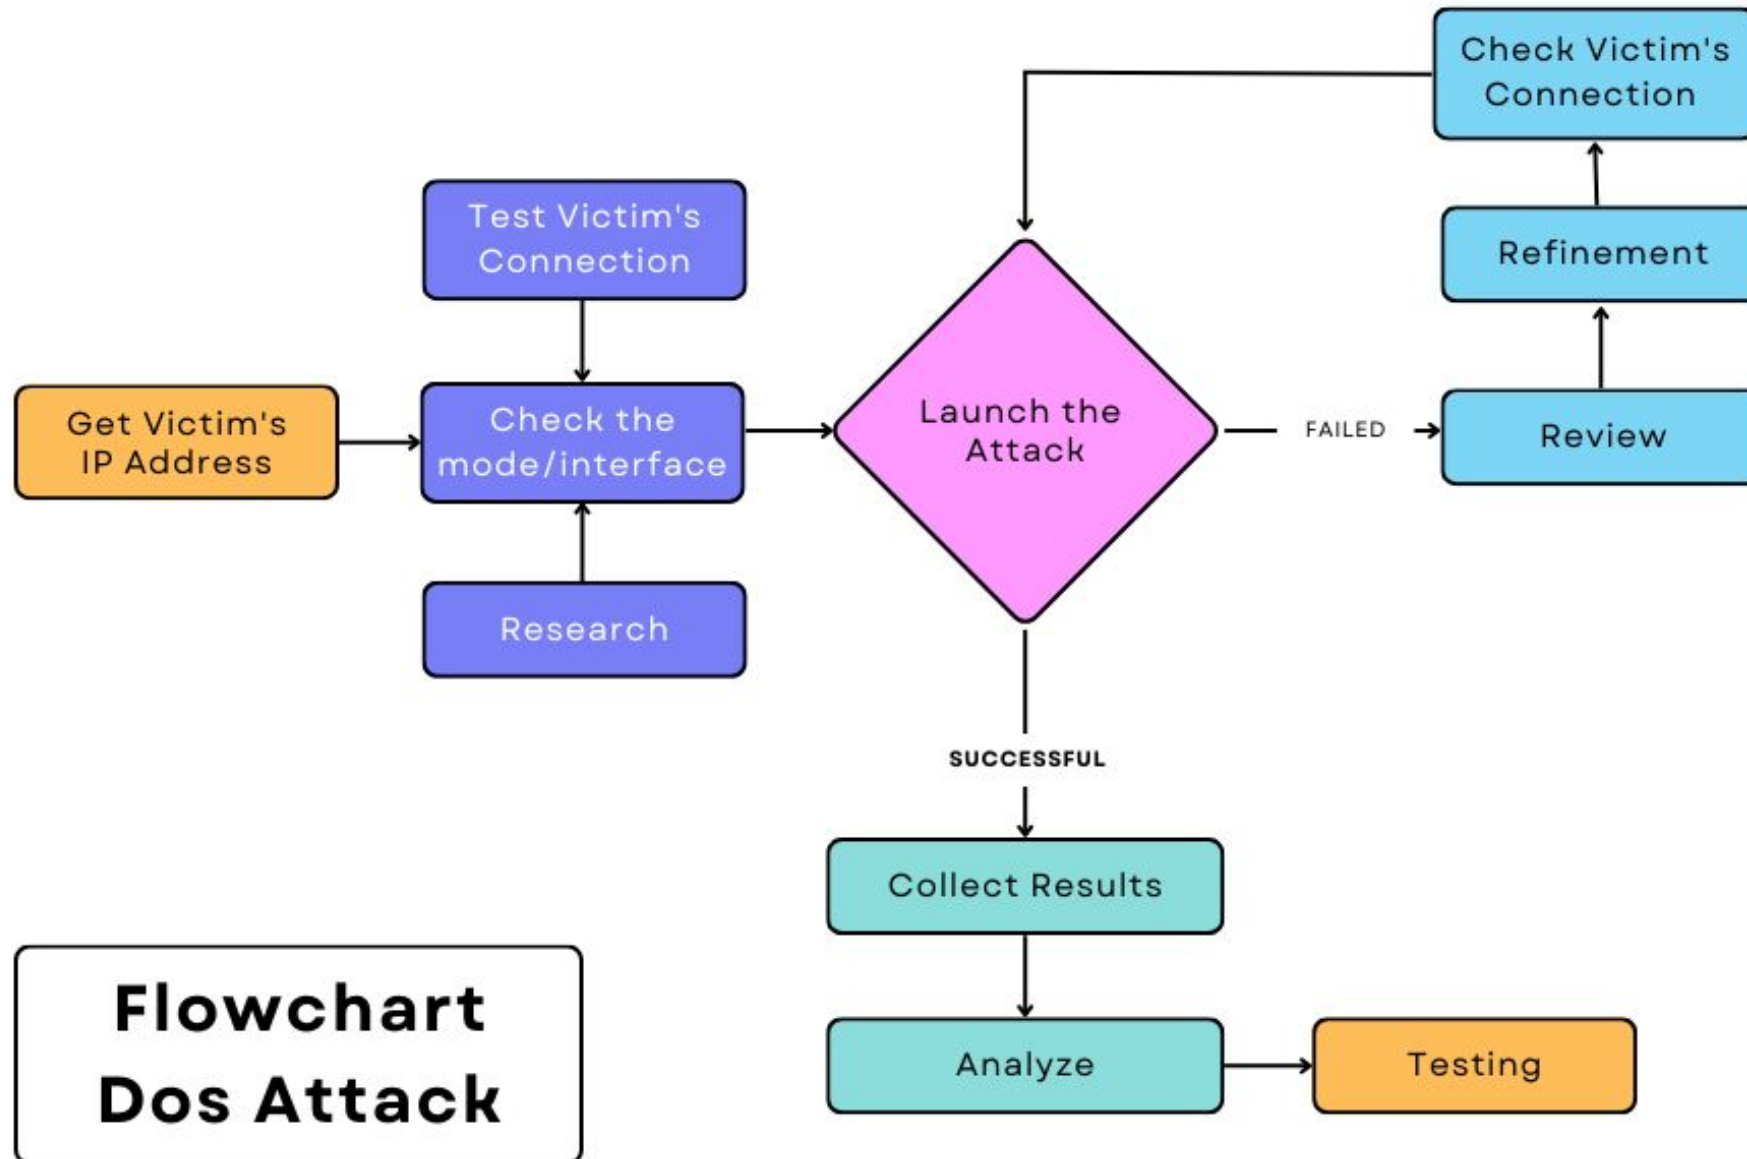 Check Victim's
Connection
Test Victim's
Connection
Refinement
Get Victim's
IP Address
Check the
mode/interface
Launch the
Attack
FAILED
Review
Research
SUCCESSFUL
Collect Results
Flowchart
Dos Attack
Analyze
Testing